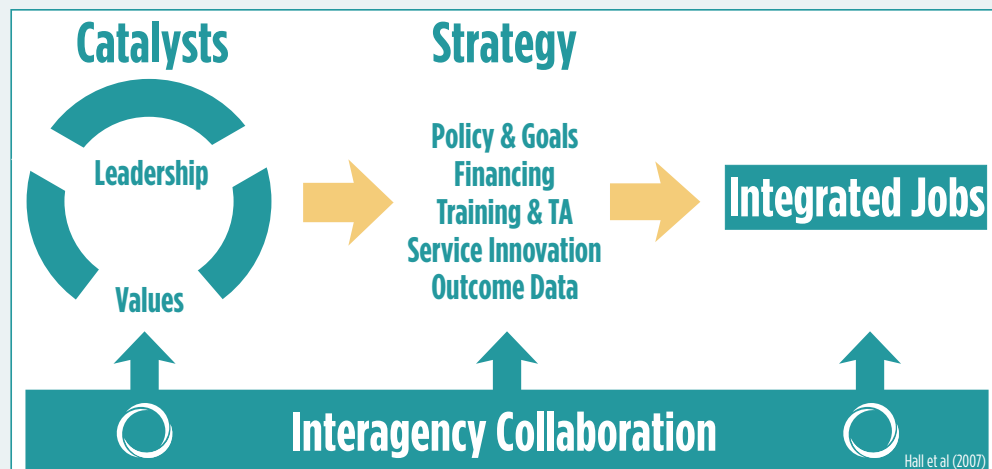 Catalysts
Leadership
Values
Strategy
Policy & Goals
Financing
Training & TA
Service Innovation
Outcome Data
Integrated Jobs
Interagency Collaboration
Hall et al (2007)